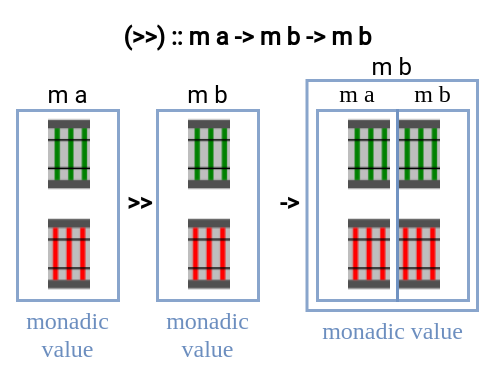 (>>) :: m a -> m b -> m b
m b
m a
m b
m a
m b
>>
->
monadic
value
monadic
value
monadic value